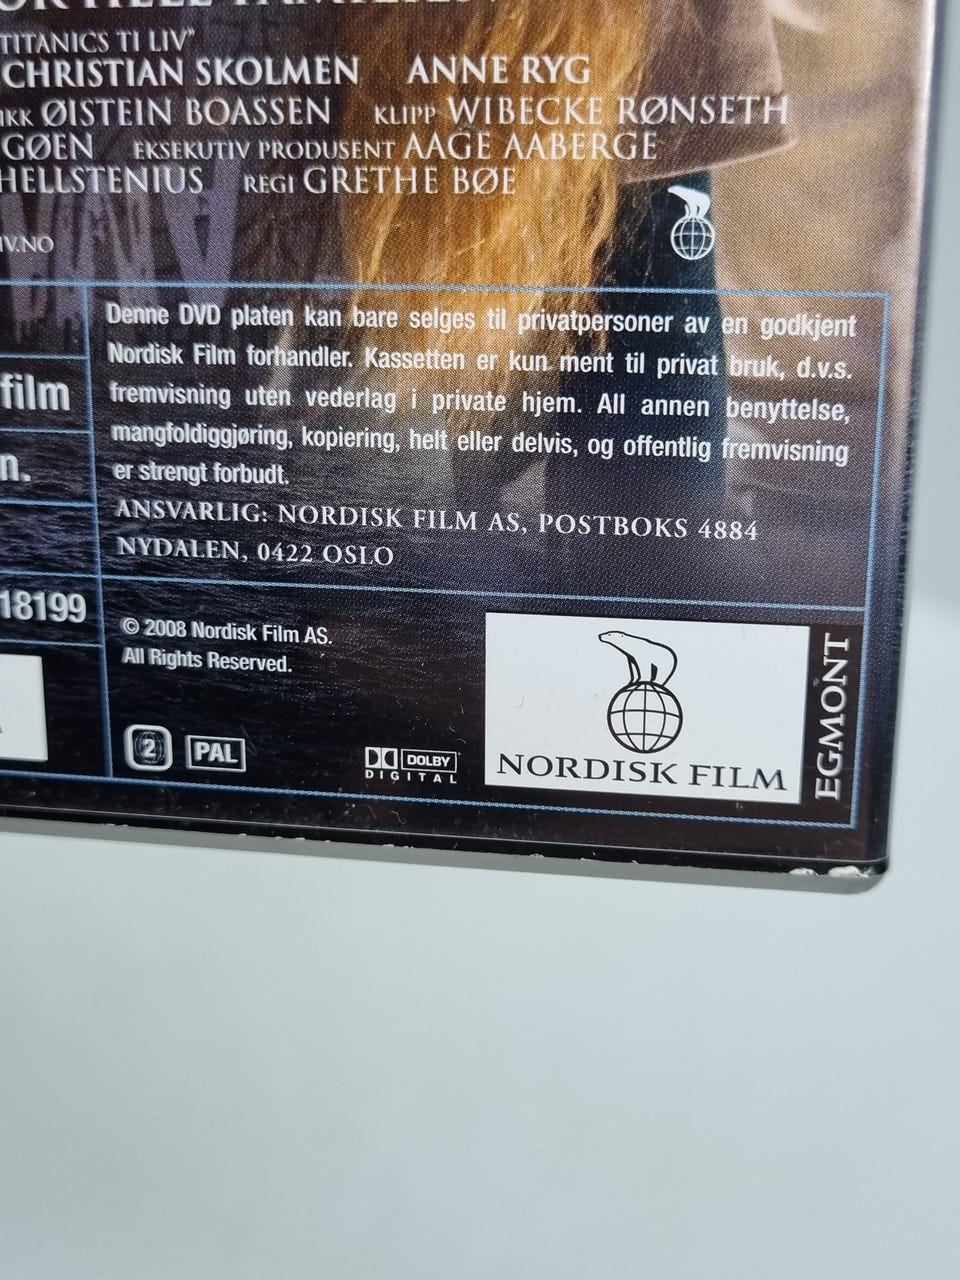 TITANICS TI LIV"
CHRISTIAN SKOLMEN ANNE RYG
ØISTEIN BOASSEN KLIPP WIBECKE RØNSETH
EKSEKUTIV PRODUSENT AAGE AABERGE
HELLSTENIUS REGI GRETHE BØE
IV.NO
Denne DVD platen kan bare selges til privatpersoner av en godkjent
Nordisk Film forhandler. Kassetten er kun ment til privat bruk, d.v.s.
fremvisning uten vederlag i private hjem. All annen benyttelse,
mangfoldiggjøring, kopiering, helt eller delvis, og offentlig fremvisning
er strengt forbudt.
ANSVARLIG: NORDISK FILM AS, POSTBOKS 4884
NYDALEN, 0422 OSLO
film
n.
18199
© 2008 Nordisk Film AS.
All Rights Reserved.
2 PAL
DOLBY
DIGITAL
NORDISK FILM
EGMONT